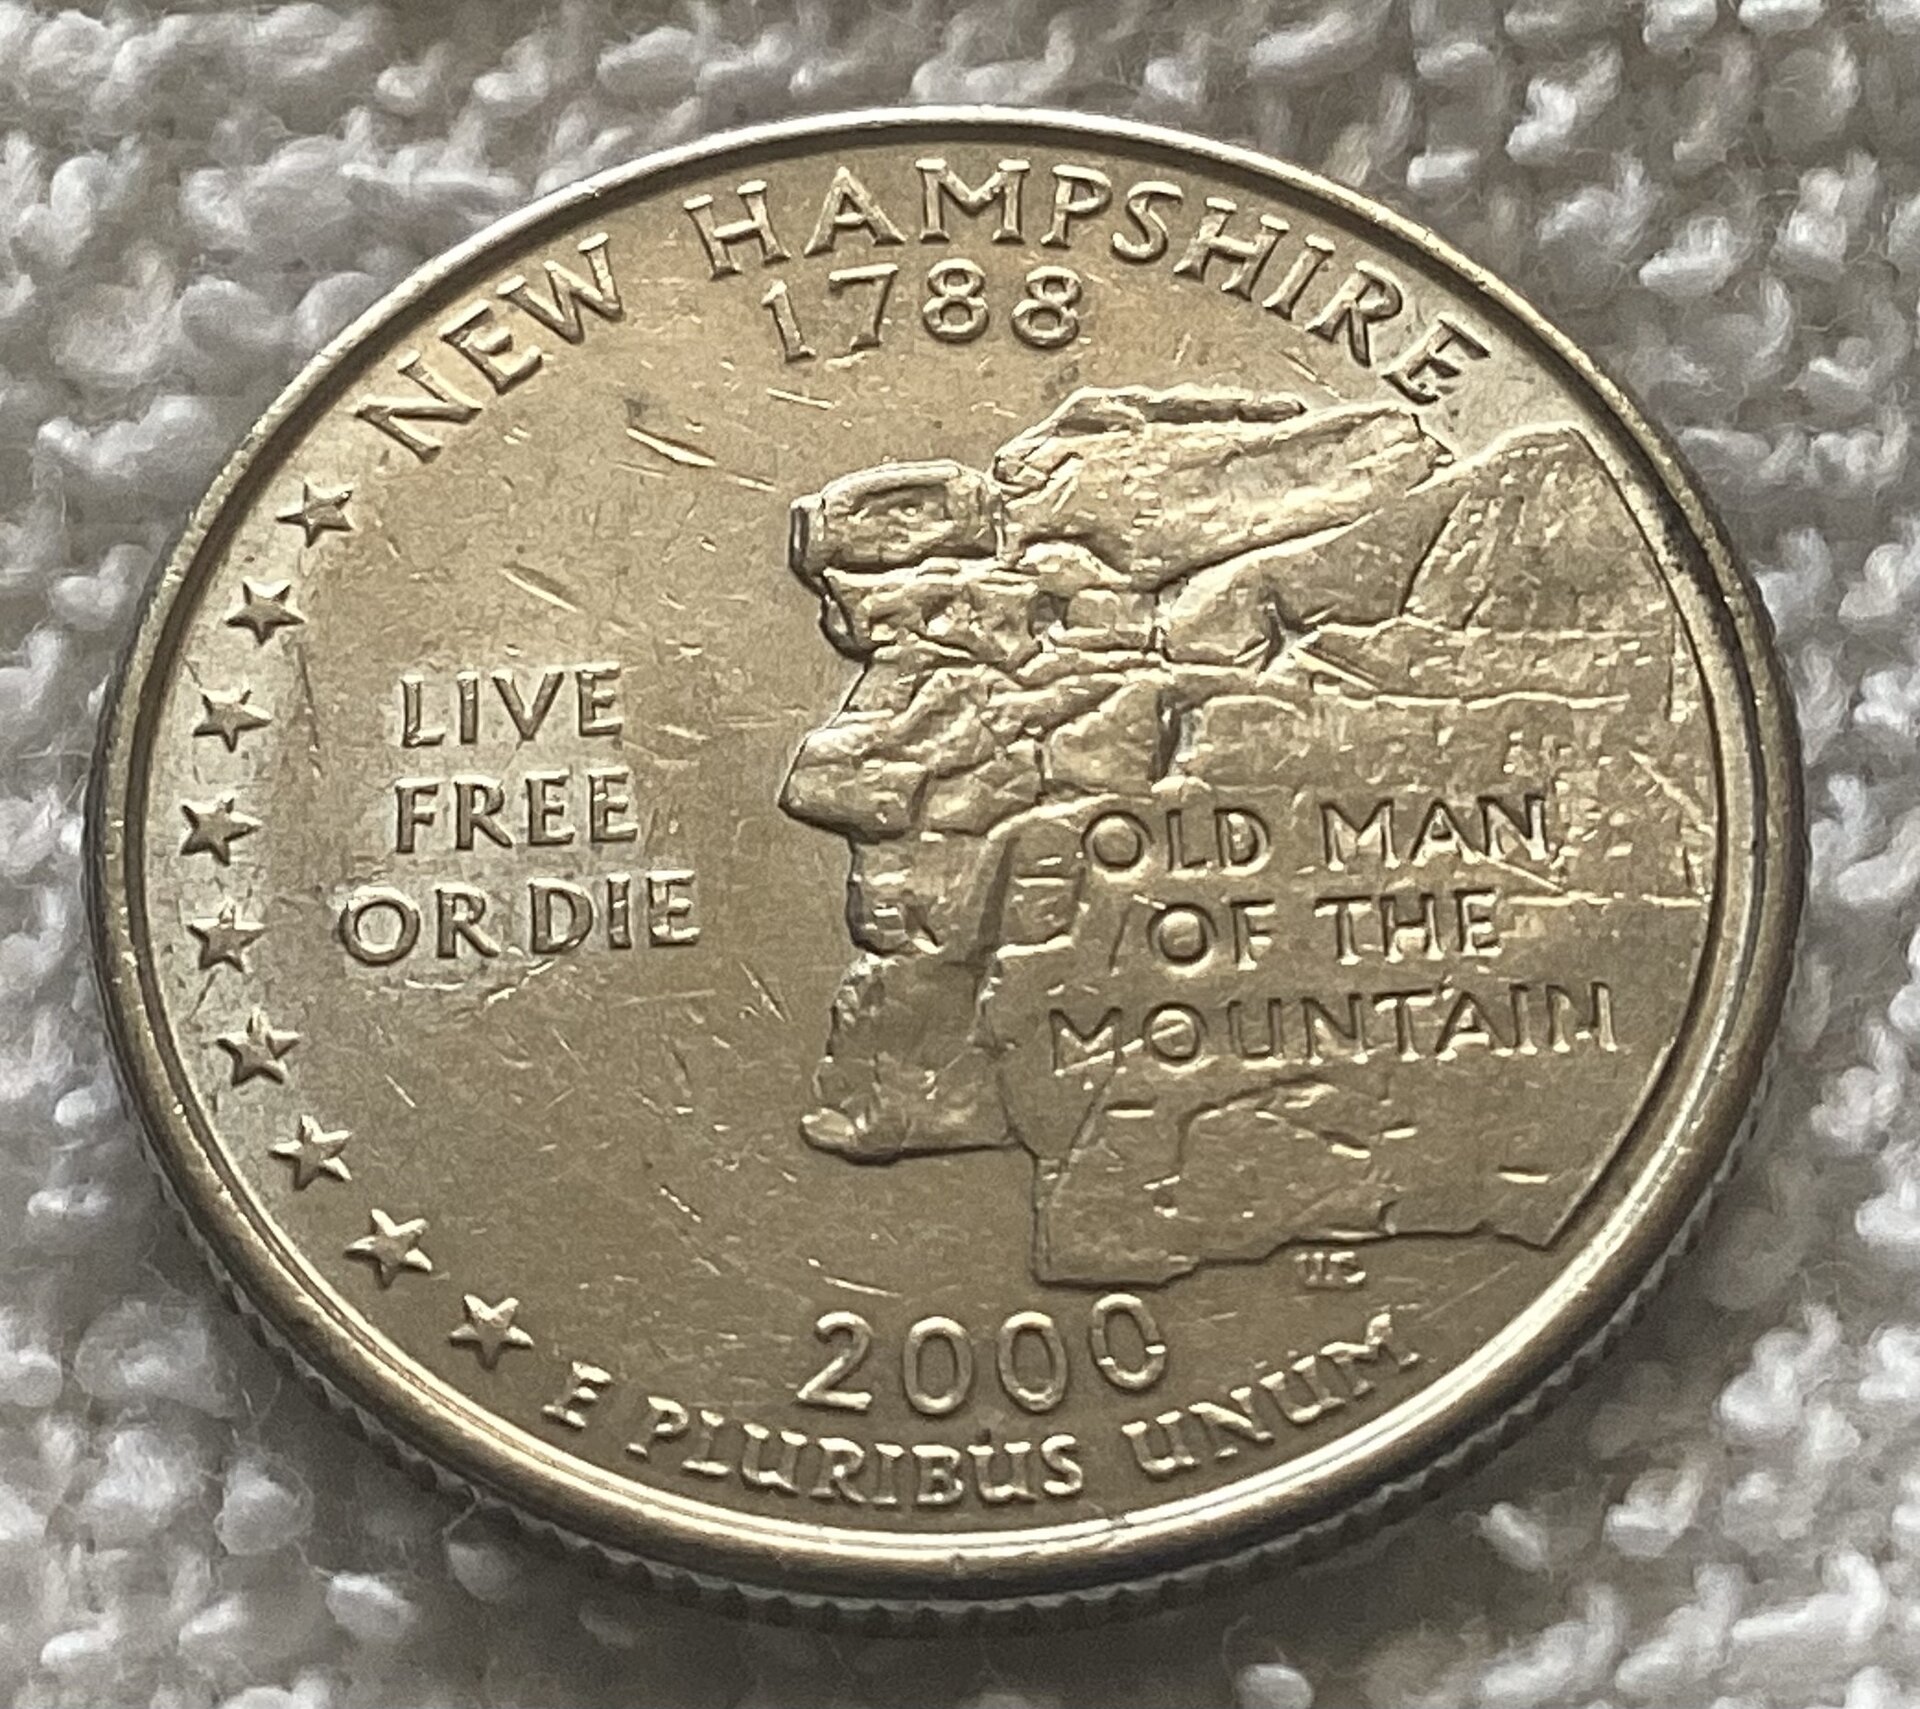 NEW HAMPSHIRE
1788
LIVE
FREE
OR DIE
OLD MAN
OF THE
MOUNTAIN
2000
E PLURIBUS UNUM